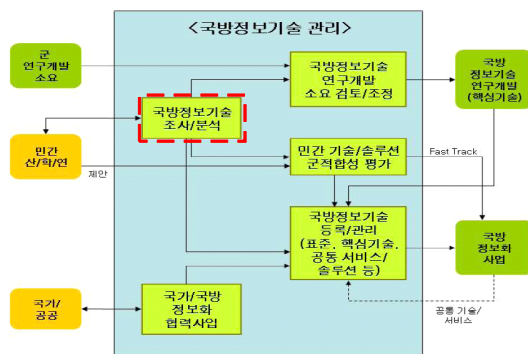 <국방정보기술 관리>
군
연구개발
소요
국방정보기술
연구개발
소요 검토/조정
국방
정보기술
연구개발
(핵심기술)
국방정보기술
조사/분석
민간
산/학/연
제안
민간 기술/솔루션
군적합성 평가
Fast Track
국방정보기술
등록/관리
(표준, 핵심기술,
공통 서비스/
솔루션 등)
국방
정보화
사업
국가/
공공
국가/국방
정보화
협력사업
공통 기술/
서비스